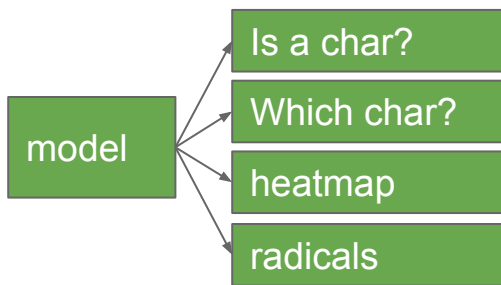 Is a char?
Which char?
model
heatmap
radicals